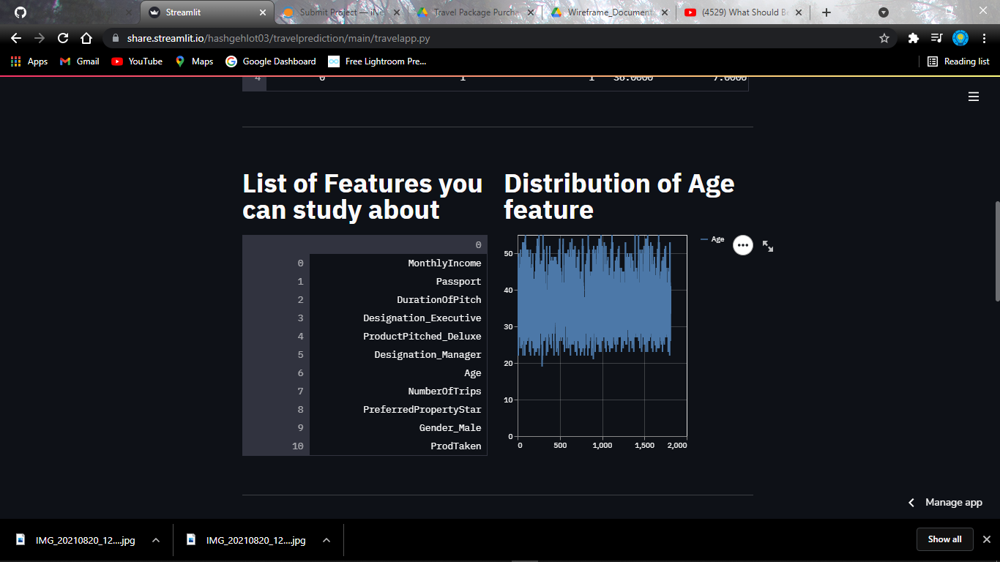 Streamlit
Submit Project — iNe
Travel Package Purcha
Wireframe_Document
(4529) What Should Be
share.streamlit.io/hashgehlot03/travelprediction/main/travelapp.py
Apps
Gmail
YouTube
Maps
Google Dashboard
Free Lightroom Pre...
Reading list
4 0 1 1 36.0000 7.0000
List of Features you
can study about
0
0 MonthlyIncome
1 Passport
2 DurationOfPitch
3 Designation_Executive
4 ProductPitched_Deluxe
5 Designation_Manager
6 Age
7 NumberOfTrips
8 PreferredPropertyStar
9 Gender_Male
10 ProdTaken
Distribution of Age
feature
Age
50
40
30
20
10
0
0 500 1,000 1,500 2,000
Manage app
IMG_20210820_12....jpg
IMG_20210820_12....jpg
Show all